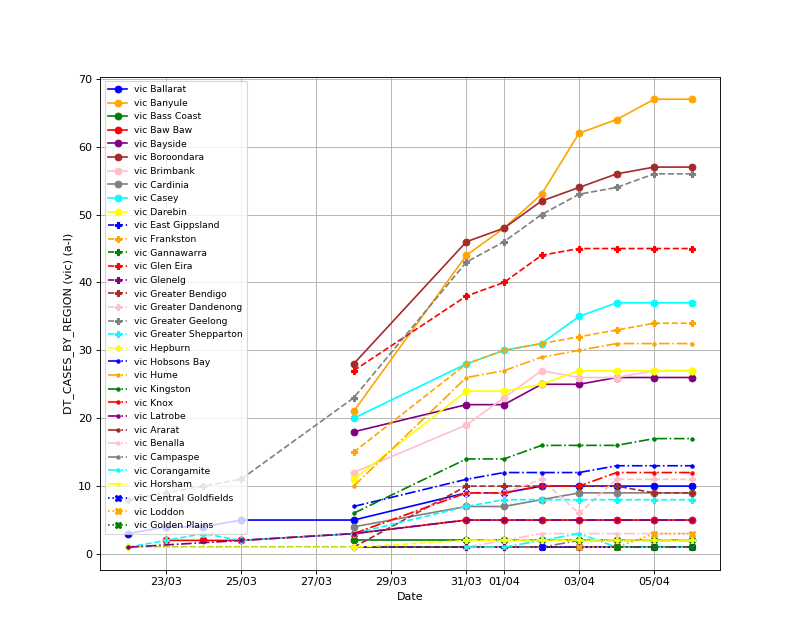 DT_CASES_BY_REGION (vic) (a-l)
70
60
50
40
30
20
10
0
vic Ballarat
vic Banyule
vic Bass Coast
vic Baw Baw
vic Bayside
vic Boroondara
vic Brimbank
vic Cardinia
vic Casey
vic Darebin
vic East Gippsland
vic Frankston
vic Gannawarra
vic Glen Eira
vic Glenelg
vic Greater Bendigo
vic Greater Dandenong
vic Greater Geelong
vic Greater Shepparton
vic Hepburn
vic Hobsons Bay
vic Hume
vic Kingston
vic Knox
vic Latrobe
vic Ararat
vic Benalla
vic Campaspe
vic Corangamite
vic Horsham
vic Central Goldfields
vic Loddon
vic Golden Plains
23/03 25/03 27/03 29/03 31/03 01/04 03/04 05/04
Date